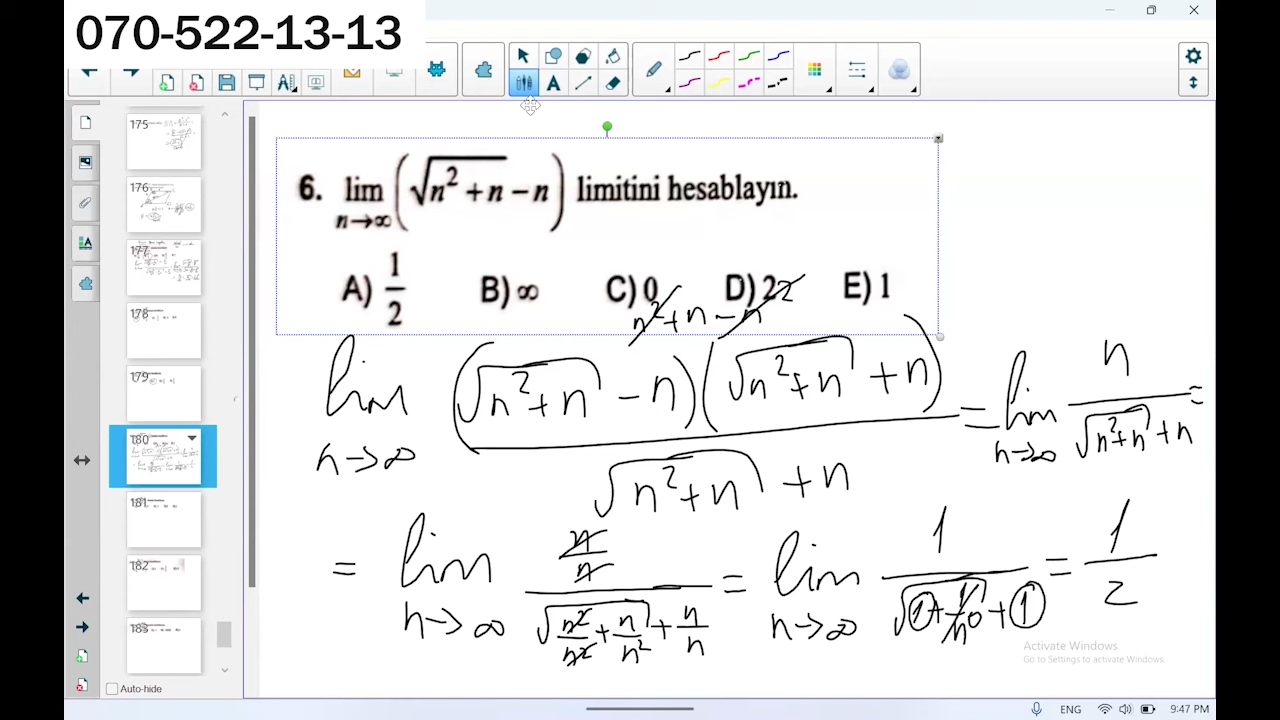 070-522-13-13
175
176
177
178
179
180
181
182
183
Auto-hide
6. lim n→∞ (√(n² + n) − n) limitini hesablayın.
A) 1/2 B) ∞ C) 0 D) 2 E) 1
n² + n − n²
lim n→∞ (√(n²+n) − n)(√(n²+n) + n) / (√(n²+n) + n) = lim n→∞ n / (√(n²+n) + n) =
= lim n→∞ (n/n) / (√(n²/n² + n/n²) + n/n) = lim n→∞ 1 / (√(1 + 1/n 0) + 1) = 1/2
Activate Windows
Go to Settings to activate Windows.
ENG 9:47 PM